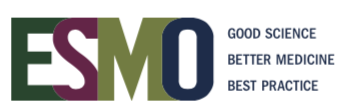 ESMO
GOOD SCIENCE
BETTER MEDICINE
BEST PRACTICE